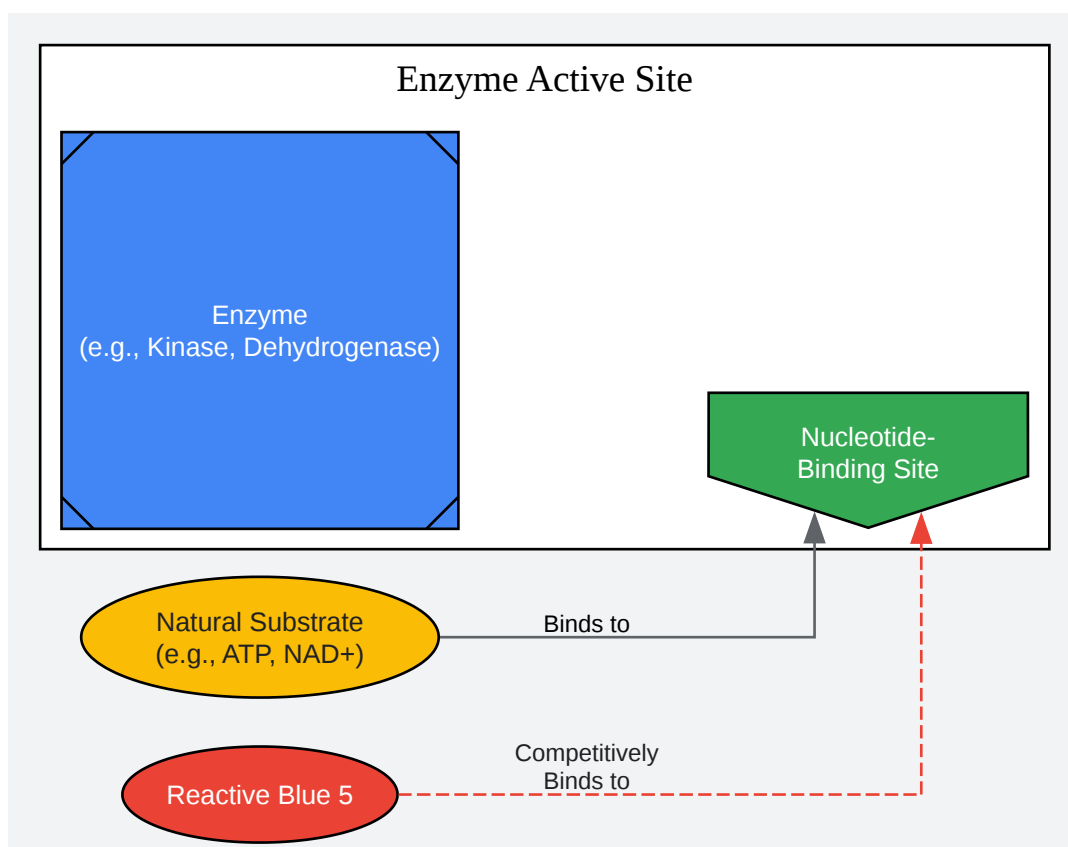 Enzyme Active Site
Enzyme
(e.g., Kinase, Dehydrogenase)
Nucleotide-
Binding Site
Natural Substrate
(e.g., ATP, NAD+)
Binds to
Competitively
Binds to
Reactive Blue 5